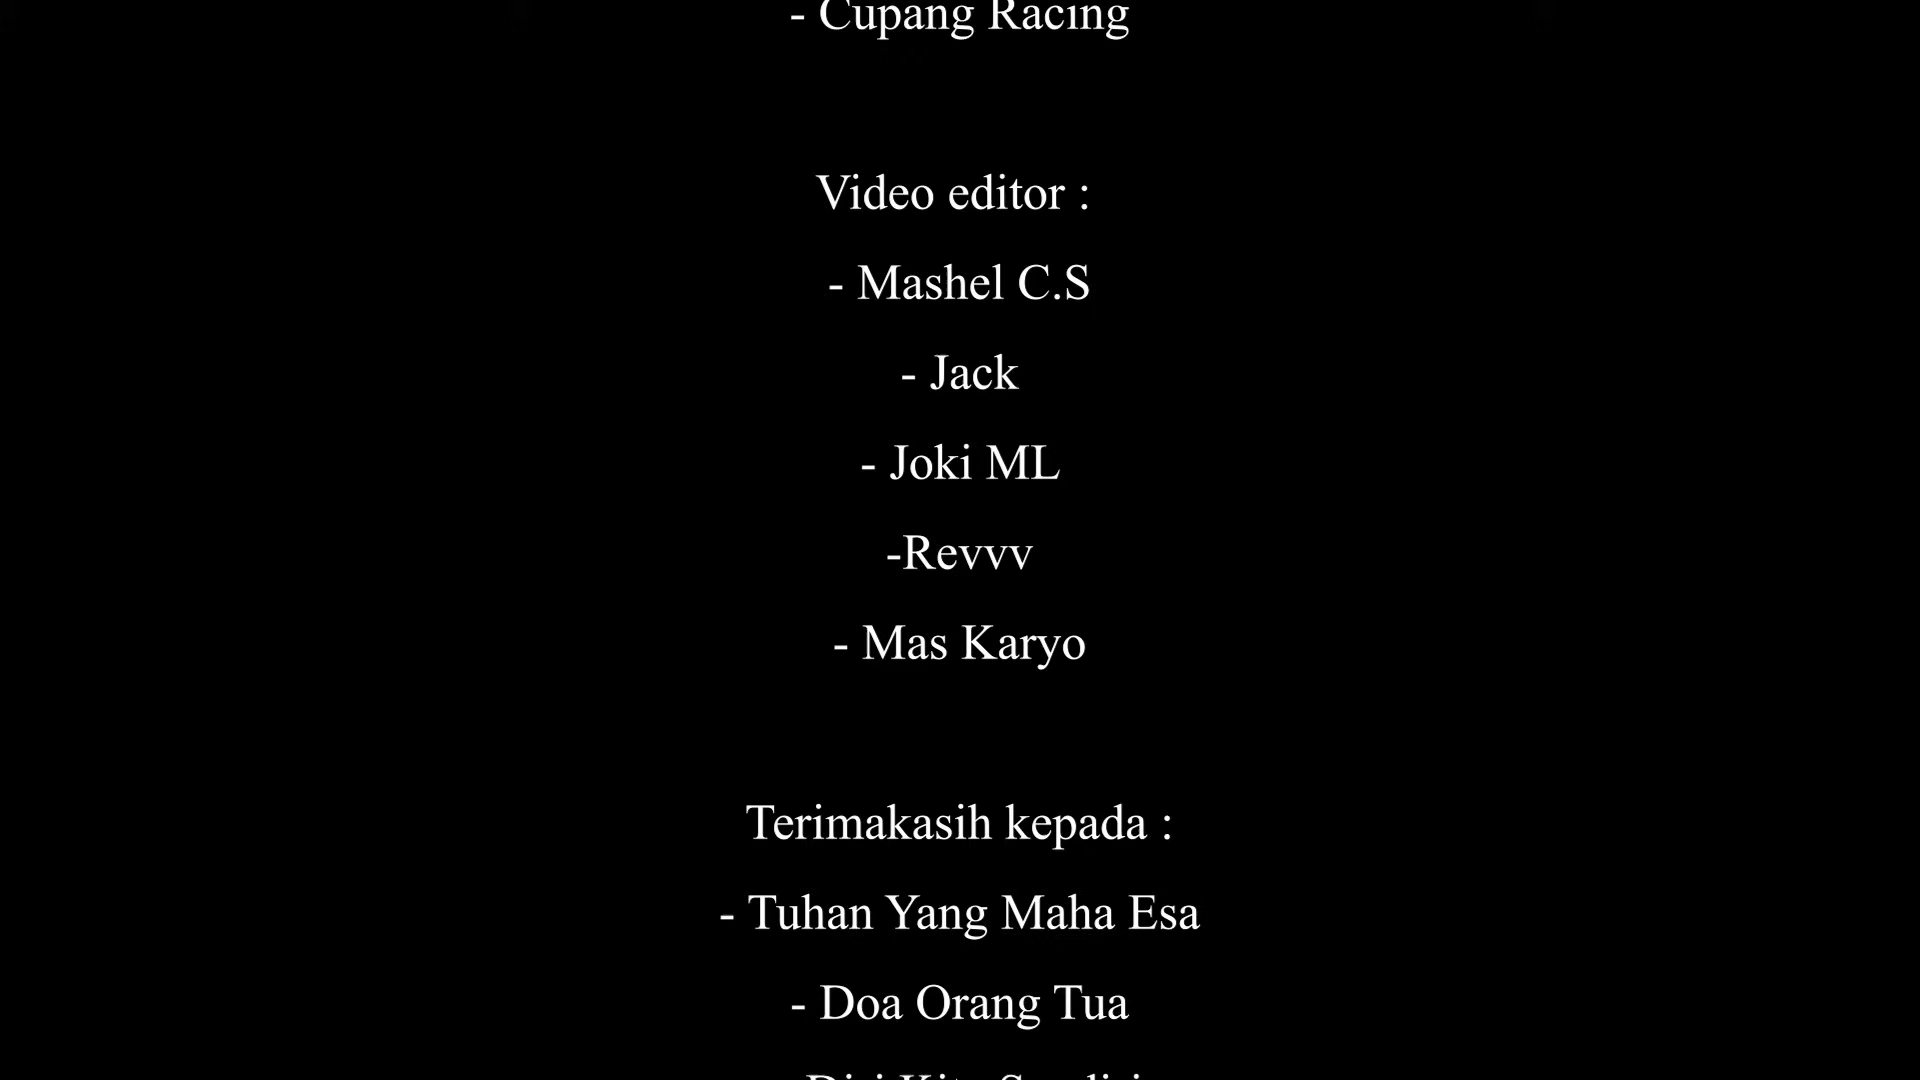 - Cupang Racing
Video editor :
- Mashel C.S
- Jack
- Joki ML
-Revvv
- Mas Karyo
Terimakasih kepada :
- Tuhan Yang Maha Esa
- Doa Orang Tua